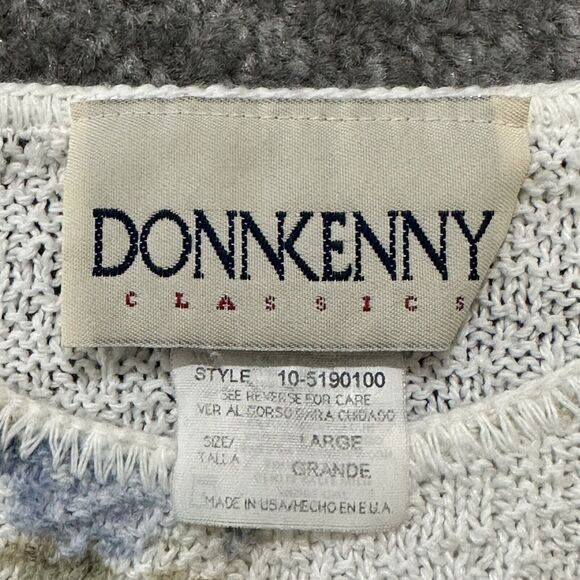 DONNKENNY
CLASSICS
STYLE 10-5190100
SEE REVERSE FOR CARE
VER AL DORSO PARA CUIDADO
SIZE/ LARGE
TALLA GRANDE
MADE IN USA/HECHO EN E.U.A.